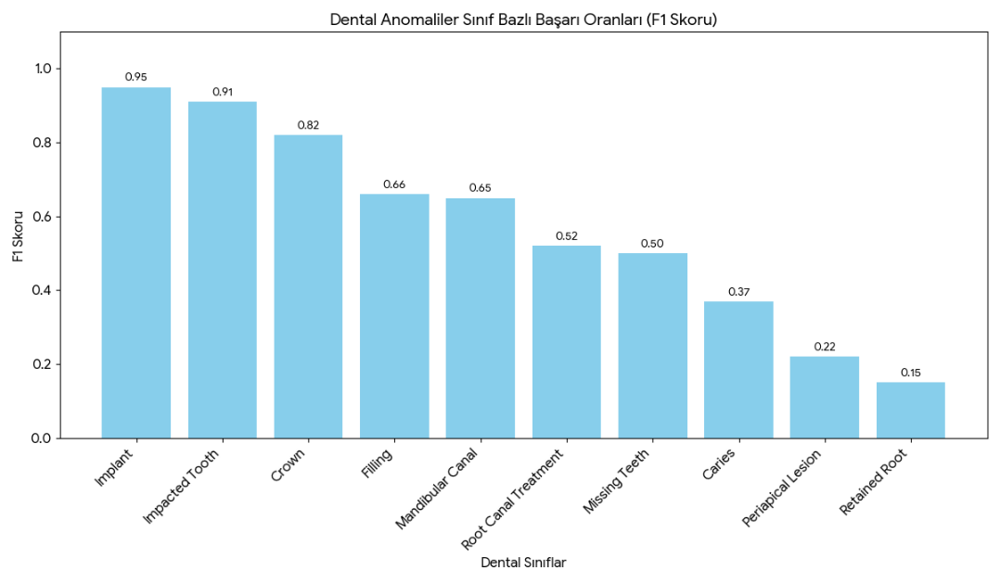 Dental Anomaliler Sınıf Bazlı Başarı Oranları (F1 Skoru)
F1 Skoru
1.0
0.8
0.6
0.4
0.2
0.0
0.95
0.91
0.82
0.66
0.65
0.52
0.50
0.37
0.22
0.15
Implant
Impacted Tooth
Crown
Filling
Mandibular Canal
Root Canal Treatment
Missing Teeth
Caries
Periapical Lesion
Retained Root
Dental Sınıflar